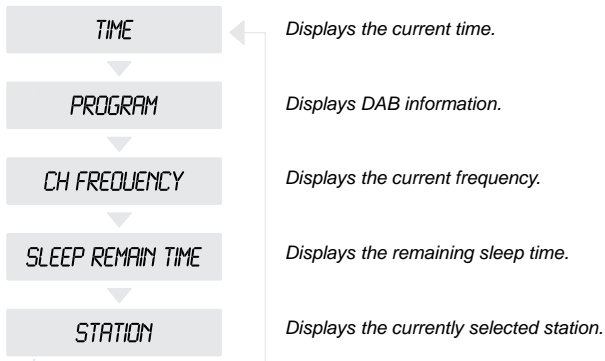 TIME Displays the current time.
PROGRAM Displays DAB information.
CH FREQUENCY Displays the current frequency.
SLEEP REMAIN TIME Displays the remaining sleep time.
STATION Displays the currently selected station.